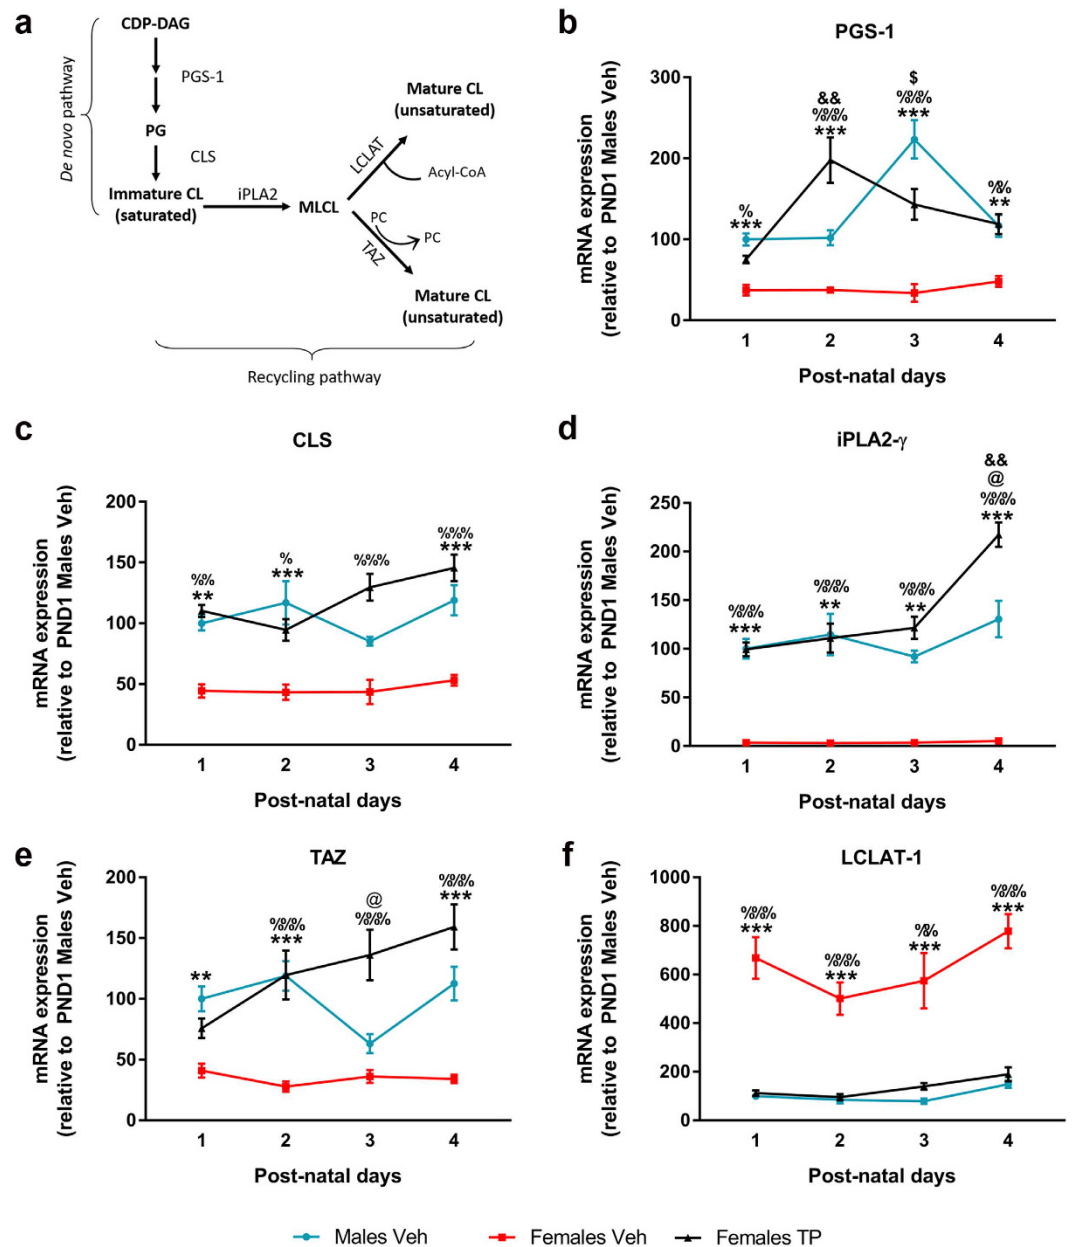 a
CDP-DAG
PGS-1
PG
CLS
Immature CL
(saturated)
iPLA2
MLCL
LCLAT
Acyl-CoA
Mature CL
(unsaturated)
PC
PC
TAZ
Mature CL
(unsaturated)
De novo pathway
Recycling pathway
b
PGS-1
mRNA expression
(relative to PND1 Males Veh)
300
200
100
0
%
***
&&
%%%
***
$
%%%
***
%%
**
1 2 3 4
Post-natal days
c
CLS
mRNA expression
(relative to PND1 Males Veh)
200
150
100
50
0
%%
**
%
***
%%%
%%%
***
1 2 3 4
Post-natal days
d
iPLA2-γ
mRNA expression
(relative to PND1 Males Veh)
250
200
150
100
50
0
%%%
***
%%%
**
%%%
**
&&
@
%%%
***
1 2 3 4
Post-natal days
e
TAZ
mRNA expression
(relative to PND1 Males Veh)
200
150
100
50
0
**
%%%
***
@
%%%
%%%
***
1 2 3 4
Post-natal days
f
LCLAT-1
mRNA expression
(relative to PND1 Males Veh)
1000
800
600
400
200
0
%%%
***
%%%
***
%%
***
%%%
***
1 2 3 4
Post-natal days
Males Veh Females Veh Females TP